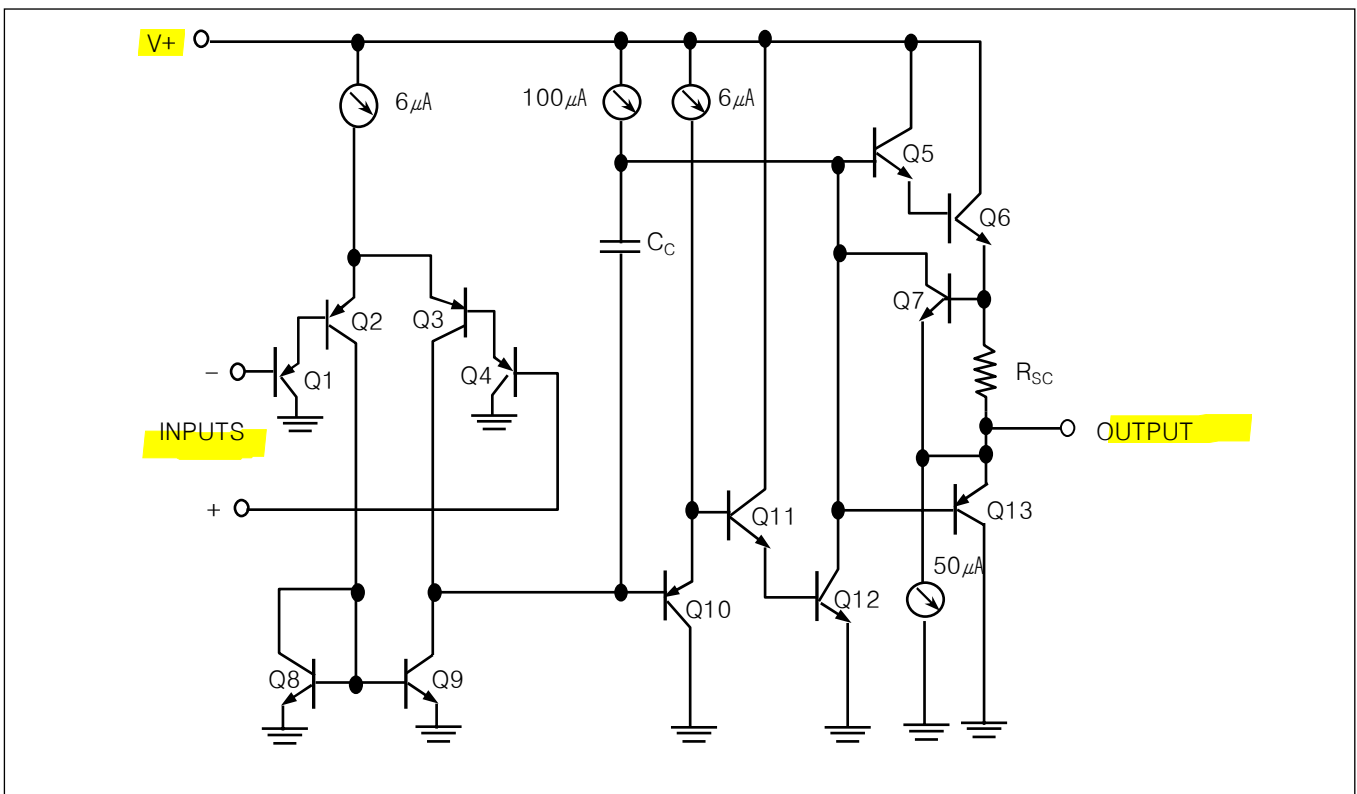 V+
6㎂
100㎂
6㎂
Q5
Q6
CC
Q7
Q2
Q3
−
Q1
Q4
RSC
INPUTS
OUTPUT
+
Q11
Q13
50㎂
Q10
Q12
Q8
Q9